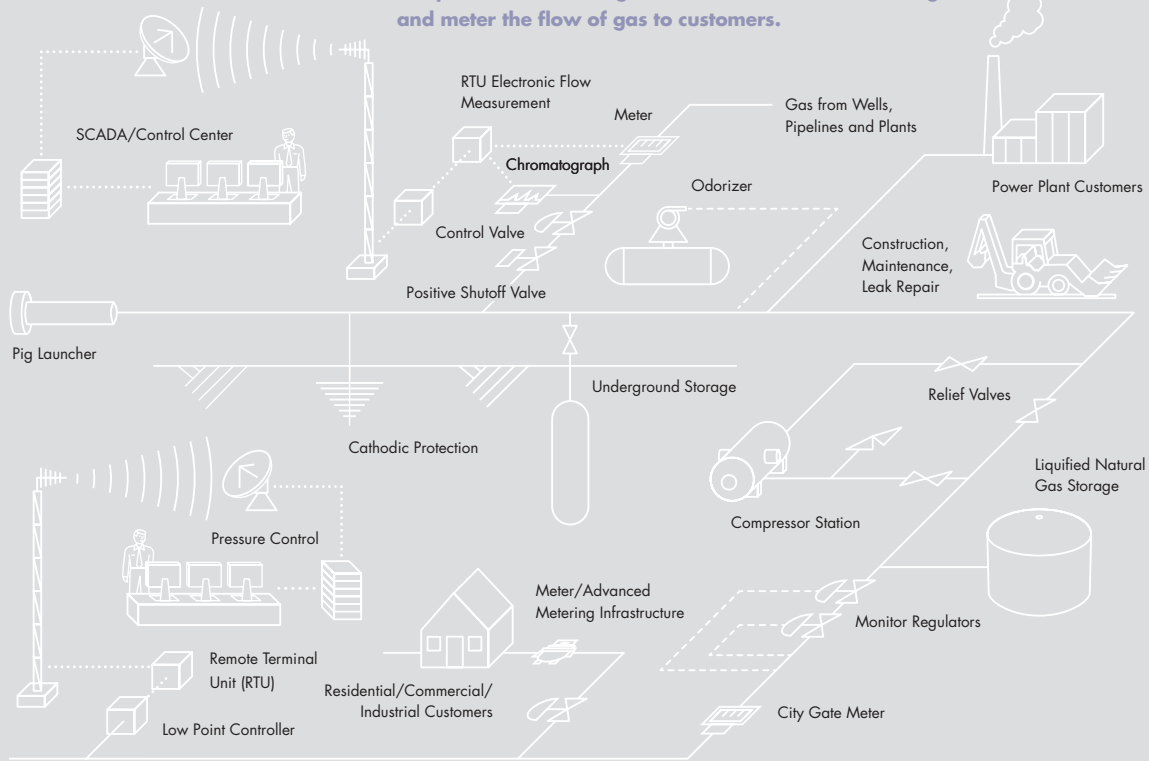 and meter the flow of gas to customers.
RTU Electronic Flow
Measurement
Meter
Gas from Wells,
Pipelines and Plants
SCADA/Control Center
Chromatograph
Odorizer
Power Plant Customers
Control Valve
Construction,
Maintenance,
Leak Repair
Positive Shutoff Valve
Pig Launcher
Underground Storage
Relief Valves
Cathodic Protection
Liquified Natural
Gas Storage
Compressor Station
Pressure Control
Meter/Advanced
Metering Infrastructure
Monitor Regulators
Remote Terminal
Unit (RTU)
Residential/Commercial/
Industrial Customers
City Gate Meter
Low Point Controller